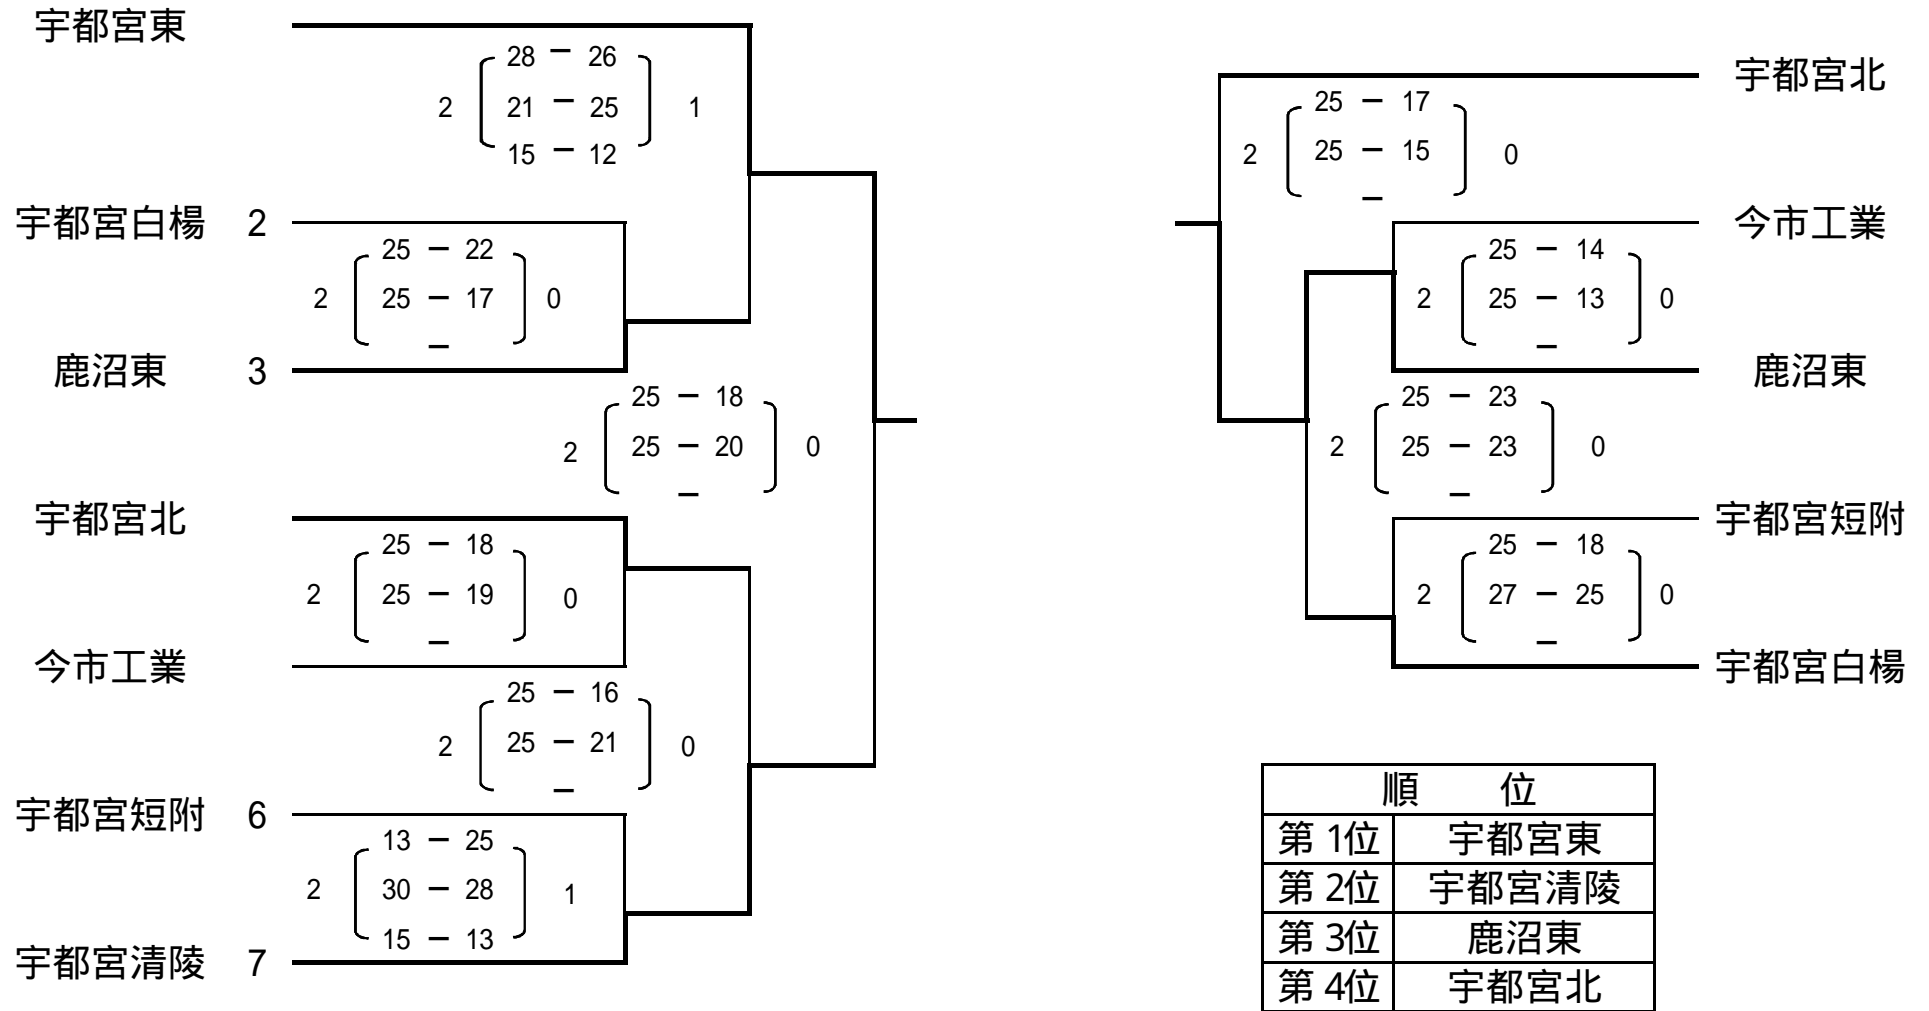 宇都宮東
28 － 26
2 21 － 25 1
15 － 12
宇都宮白楊 2
25 － 22
2 25 － 17 0
－
鹿沼東 3
25 － 18
2 25 － 20 0
－
宇都宮北
25 － 18
2 25 － 19 0
－
今市工業
25 － 16
2 25 － 21 0
－
宇都宮短附 6
13 － 25
2 30 － 28 1
15 － 13
宇都宮清陵 7
宇都宮北
25 － 17
2 25 － 15 0
－
今市工業
25 － 14
2 25 － 13 0
－
鹿沼東
25 － 23
2 25 － 23 0
－
宇都宮短附
25 － 18
2 27 － 25 0
－
宇都宮白楊
順 位
第 1位 宇都宮東
第 2位 宇都宮清陵
第 3位 鹿沼東
第 4位 宇都宮北